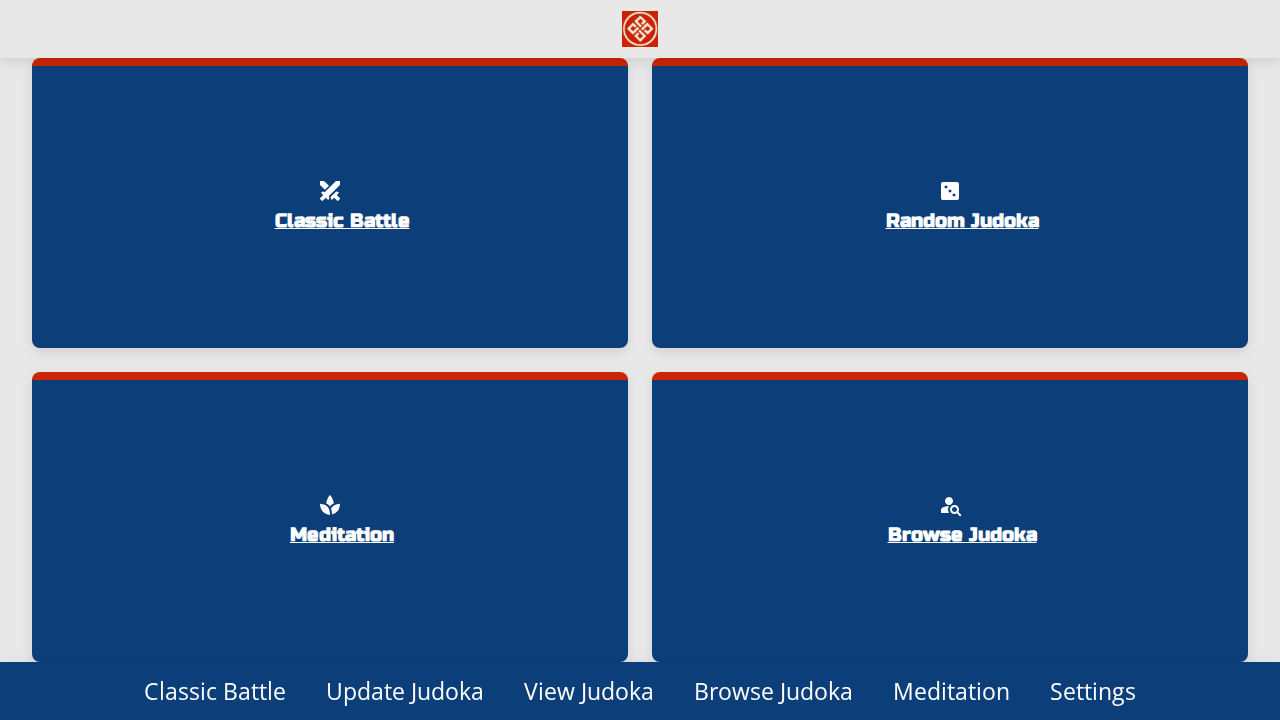 Classic Battle
Random Judoka
Meditation
Browse Judoka
Classic Battle Update Judoka View Judoka Browse Judoka Meditation Settings